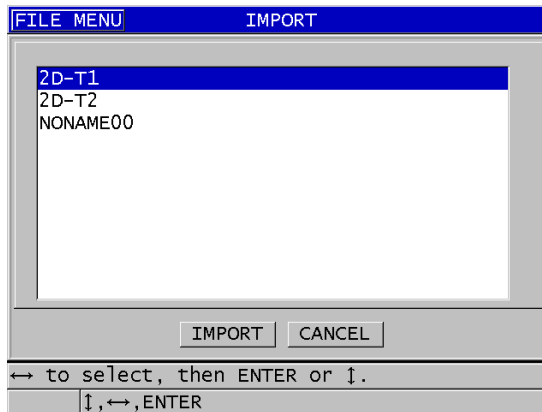 FILE MENU IMPORT
2D-T1
2D-T2
NONAME00
IMPORT CANCEL
↔ to select, then ENTER or ↕.
↕,↔,ENTER